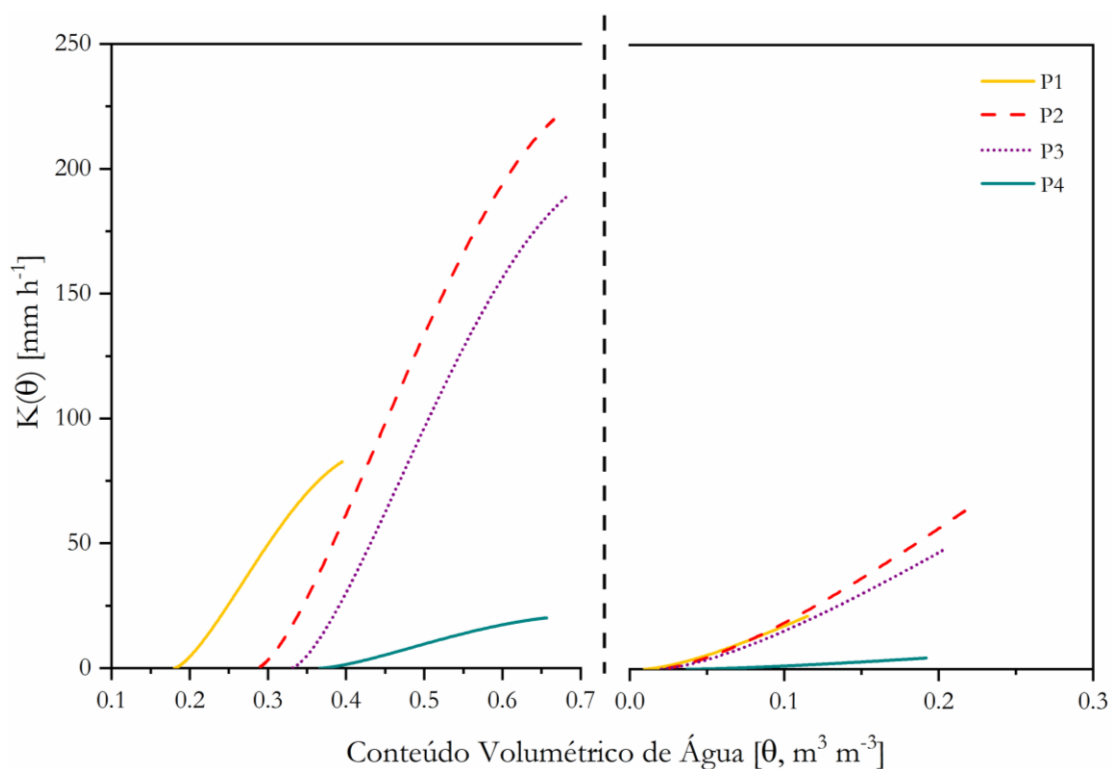 250
200
150
100
50
0
K(θ) [mm h⁻¹]
0.1 0.2 0.3 0.4 0.5 0.6 0.7
0.0 0.1 0.2 0.3
P1
P2
P3
P4
Conteúdo Volumétrico de Água [θ, m³ m⁻³]